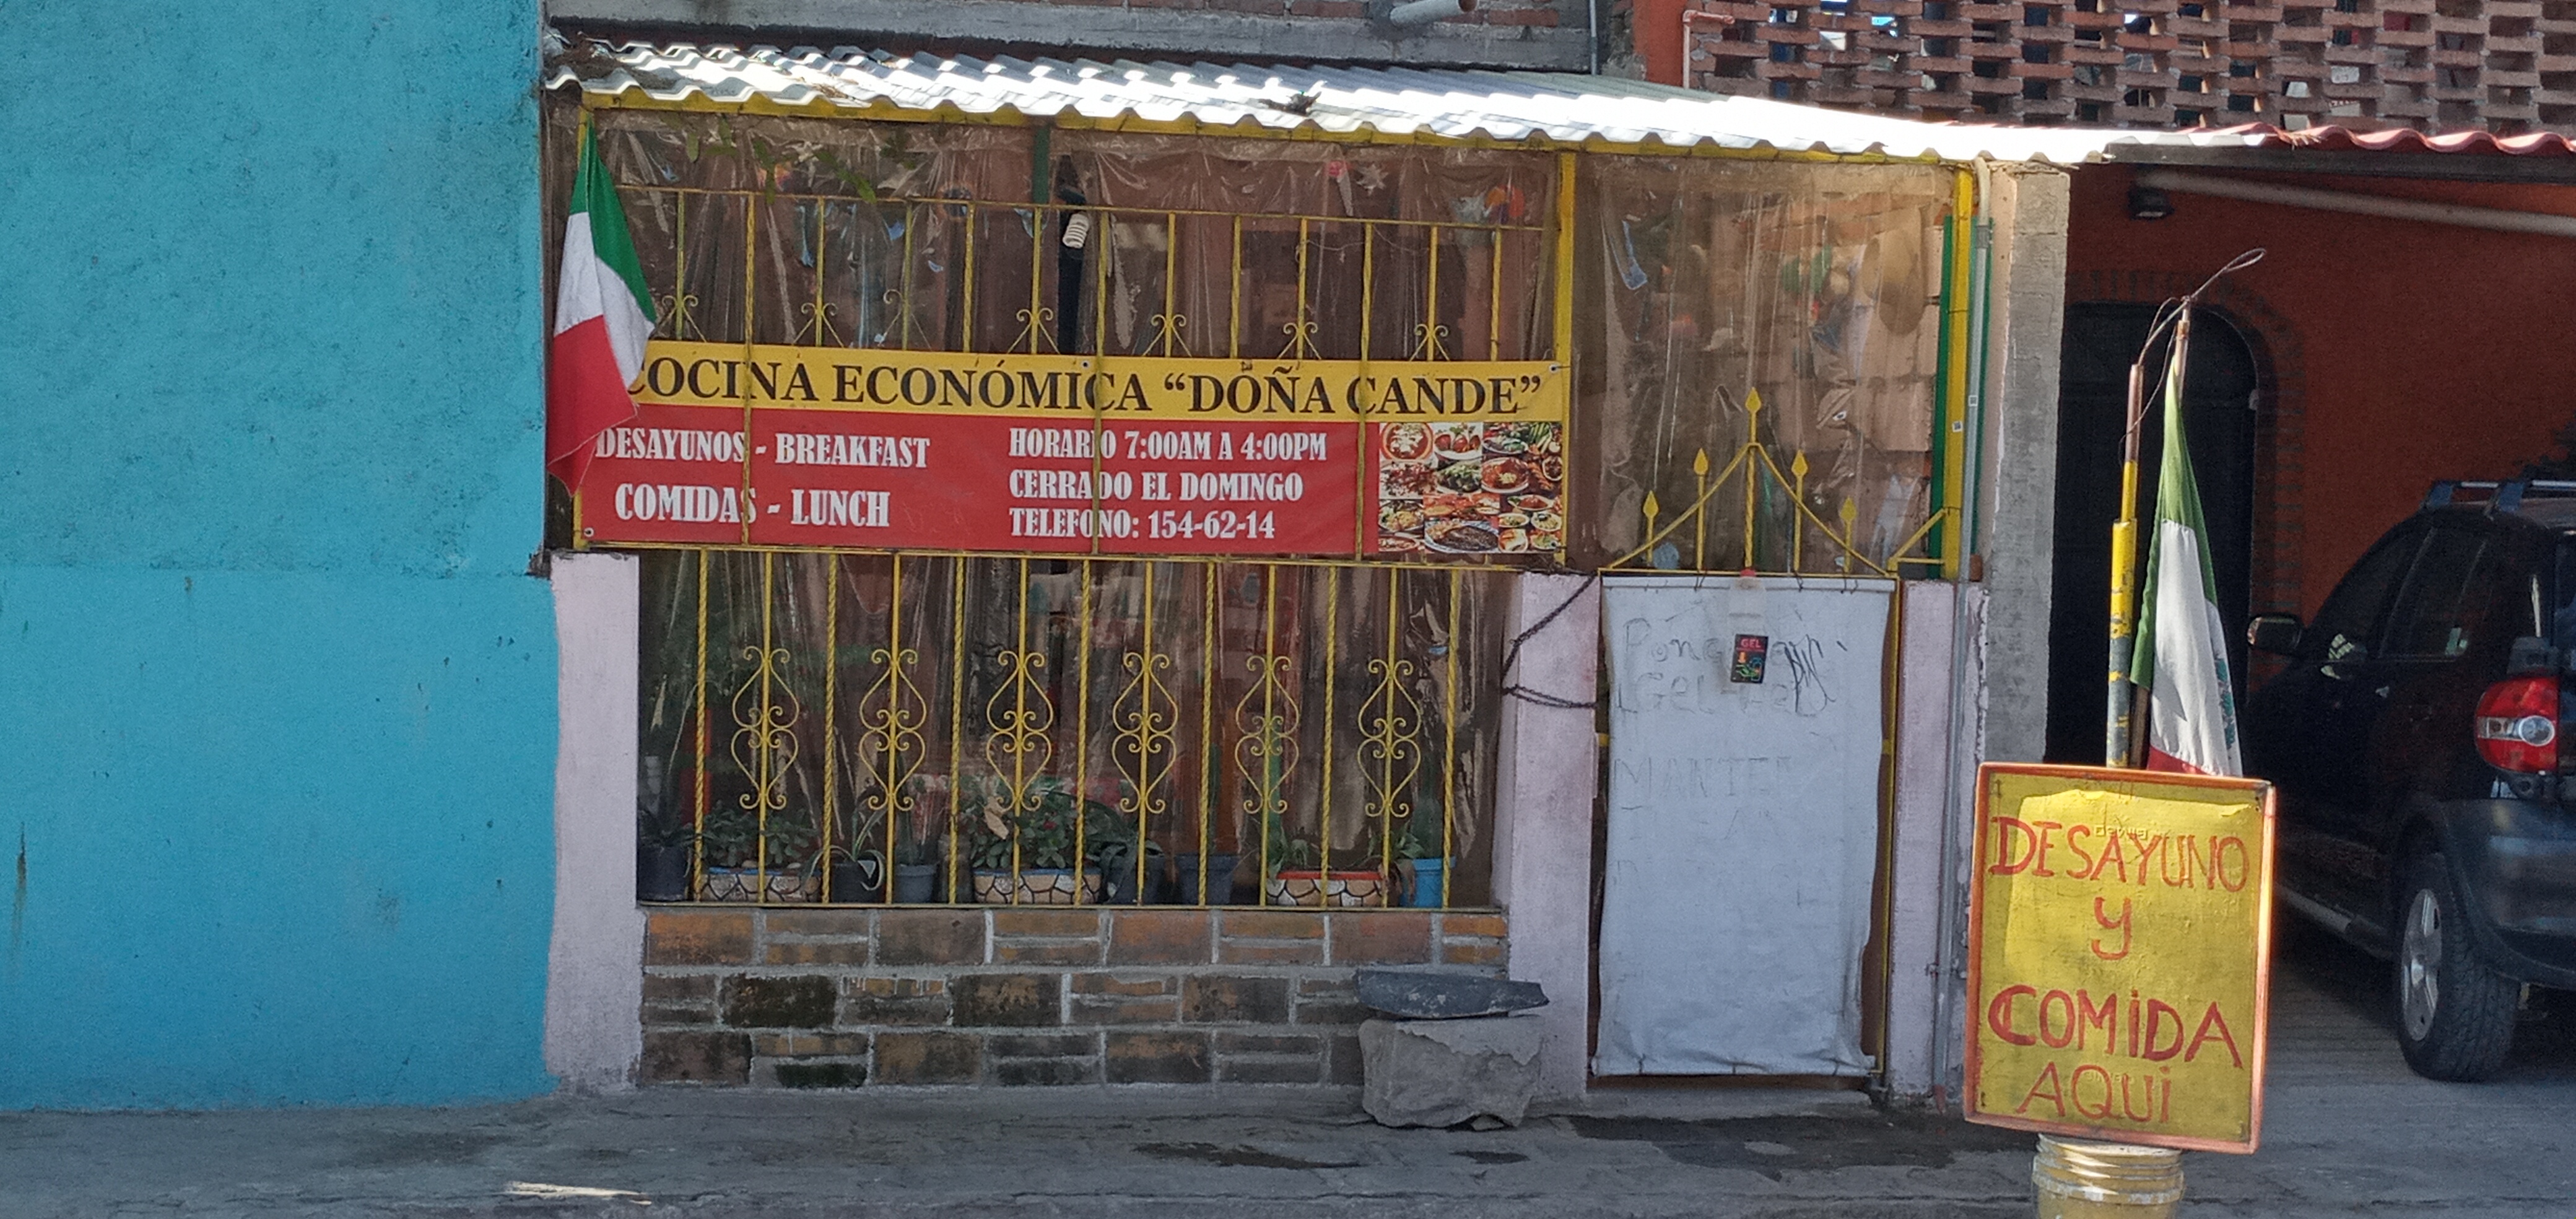 COCINA ECONÓMICA “DOÑA CANDE”
DESAYUNOS - BREAKFAST
COMIDAS - LUNCH
HORARIO 7:00AM A 4:00PM
CERRADO EL DOMINGO
TELEFONO: 154-62-14
GEL
DESAYUNO
y
COMiDA
AQUi